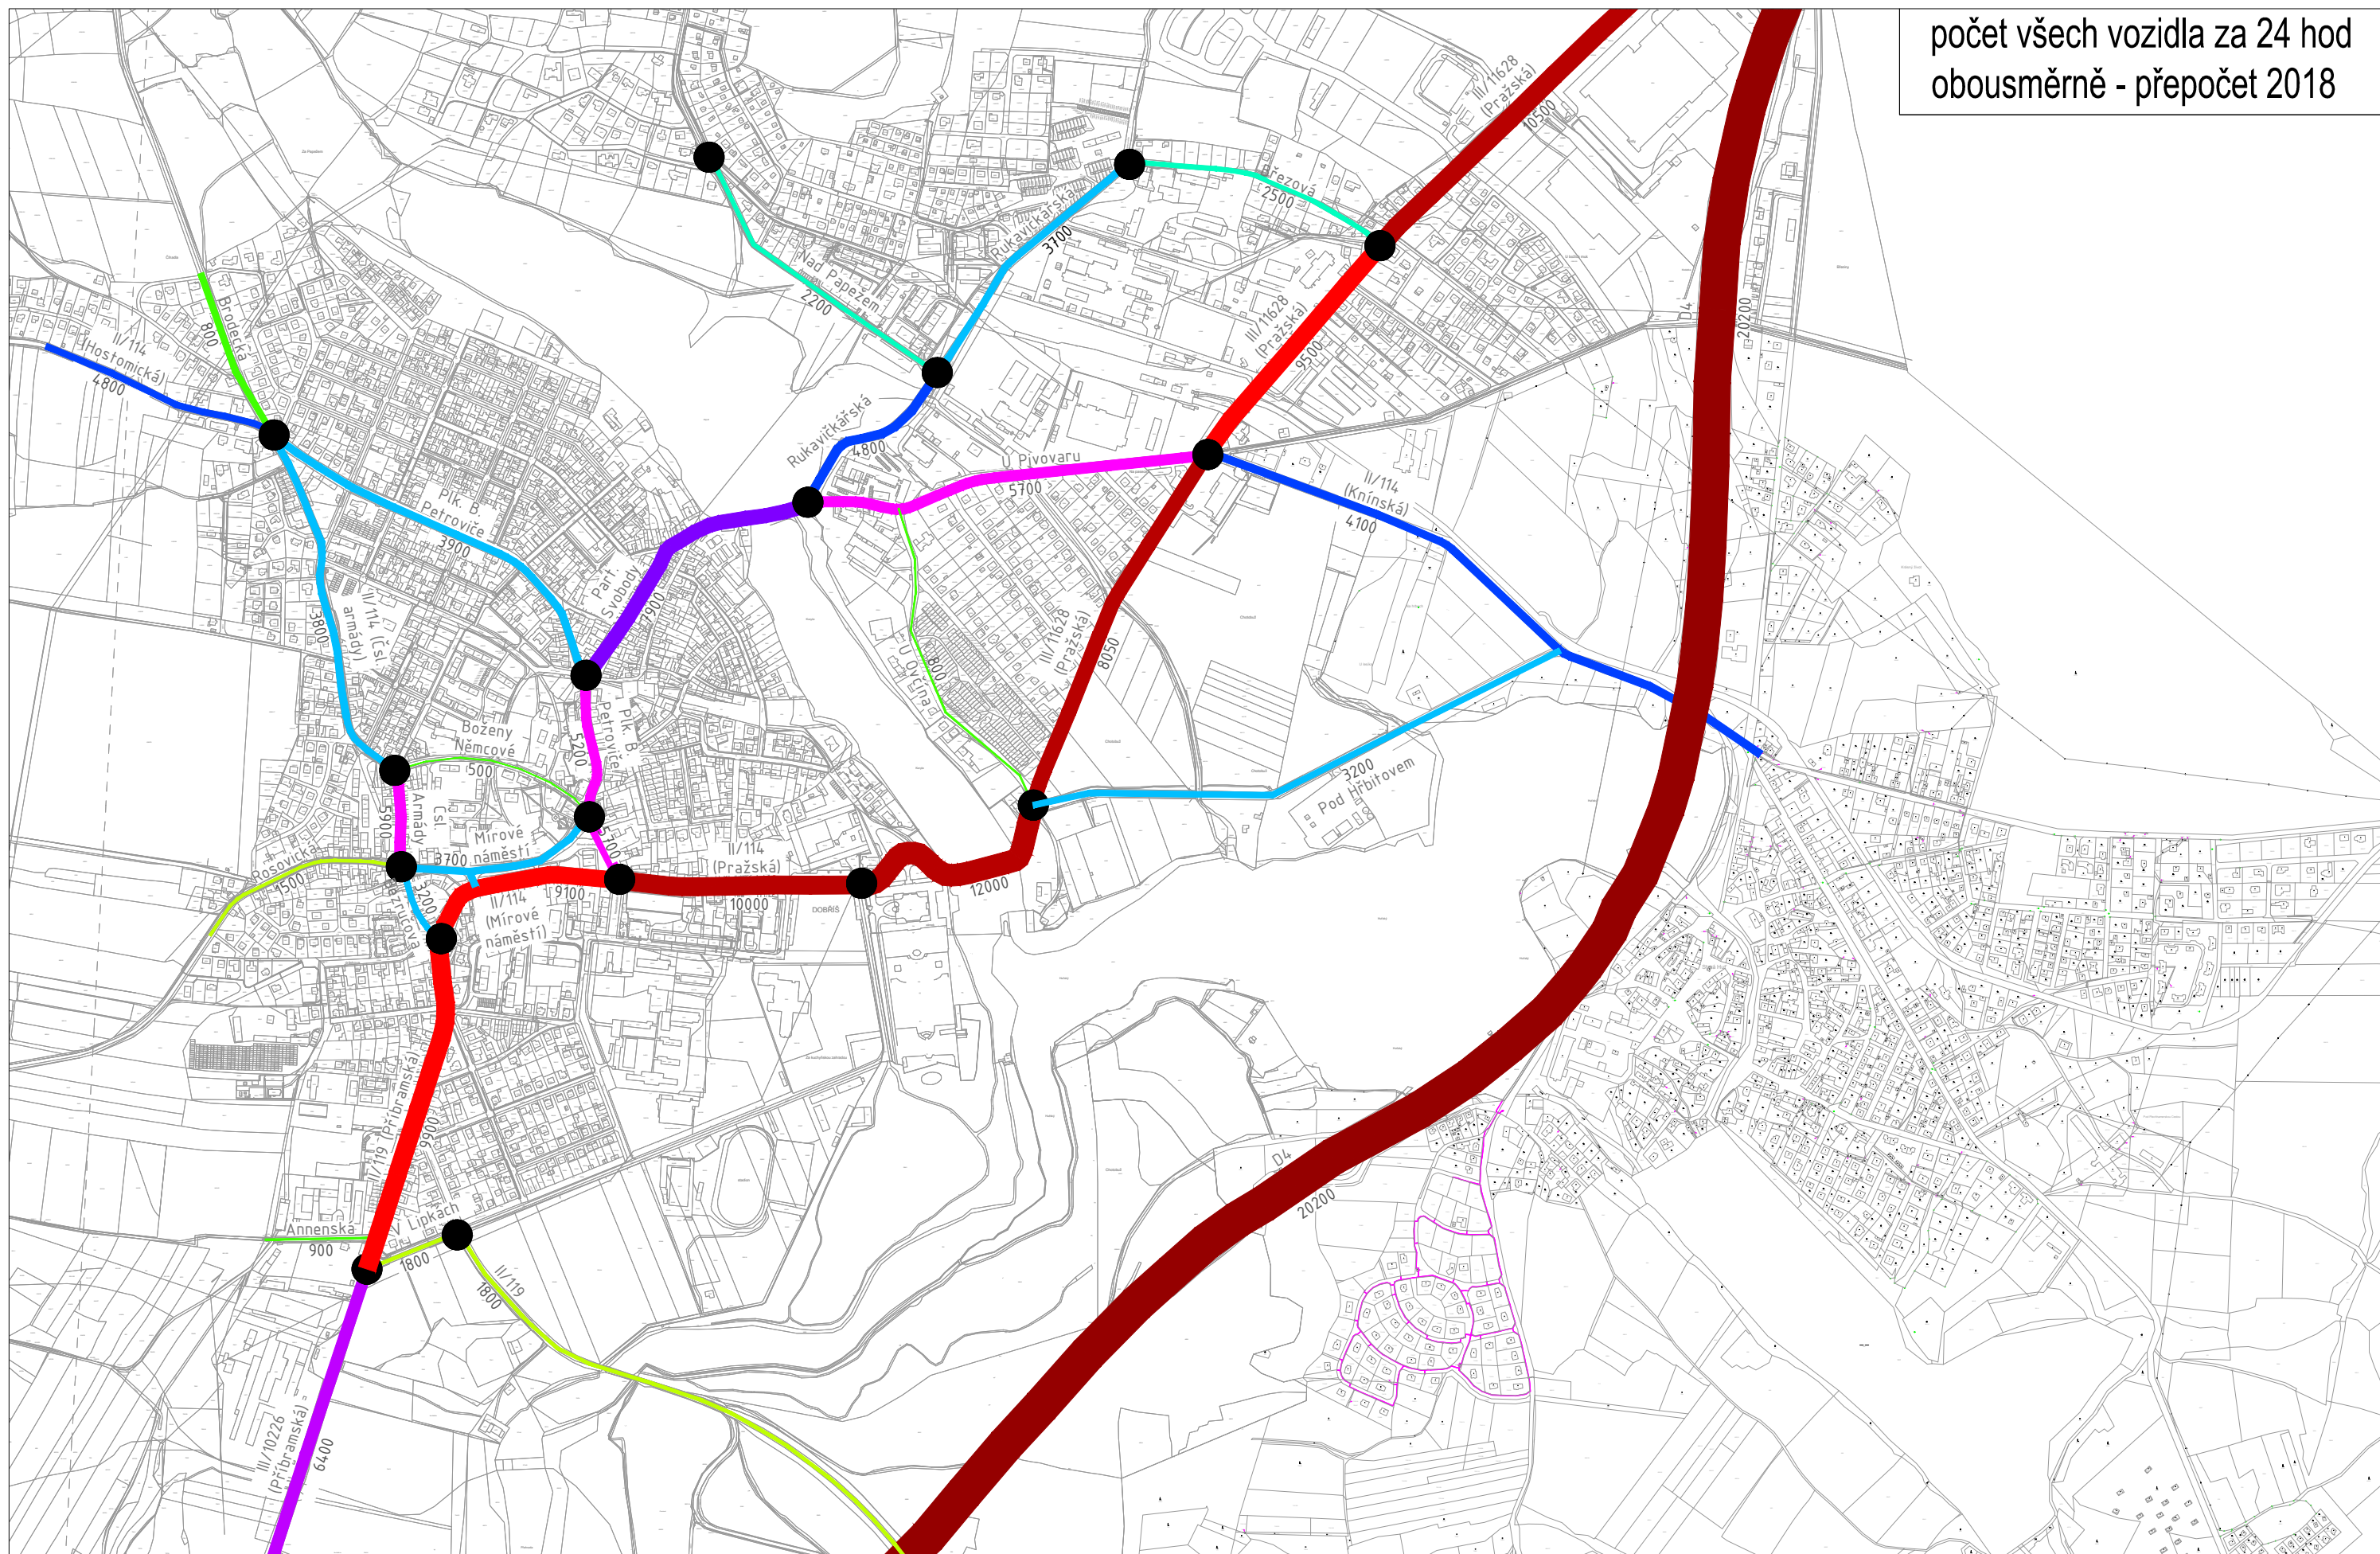 počet všech vozidla za 24 hod
obousměrně - přepočet 2018
III/11628
(Pražská)
10500
Březová
2500
Rukavičkářská
3700
Nad Papežem
2200
Brodecká
800
II/114
(Hostomická)
4800
III/11628
(Pražská)
9500
D4
20200
Rukavičkářská
4800
U Pivovaru
5700
II/114
(Knínská)
4100
Plk. B.
Petroviče
3900
Part.
Svobody
7900
II/114 (Čsl.
armády)
3800
U Ovčína
800
III/11628
(Pražská)
8050
Plk. B.
Petroviče
5200
Boženy
Němcové
500
3200
Pod Hřbitovem
Čsl.
Armády
5900
Mírové
náměstí
3700
5700
II/114
(Pražská)
10000
12000
DOBŘÍŠ
Rosovická
1500
Bezručova
3200
9100
II/114
(Mírové
náměstí)
II/119 (Příbramská)
9900
D4
20200
Annenská
900
V Lipkách
1800
II/119
1800
III/10226
(Příbramská)
6400